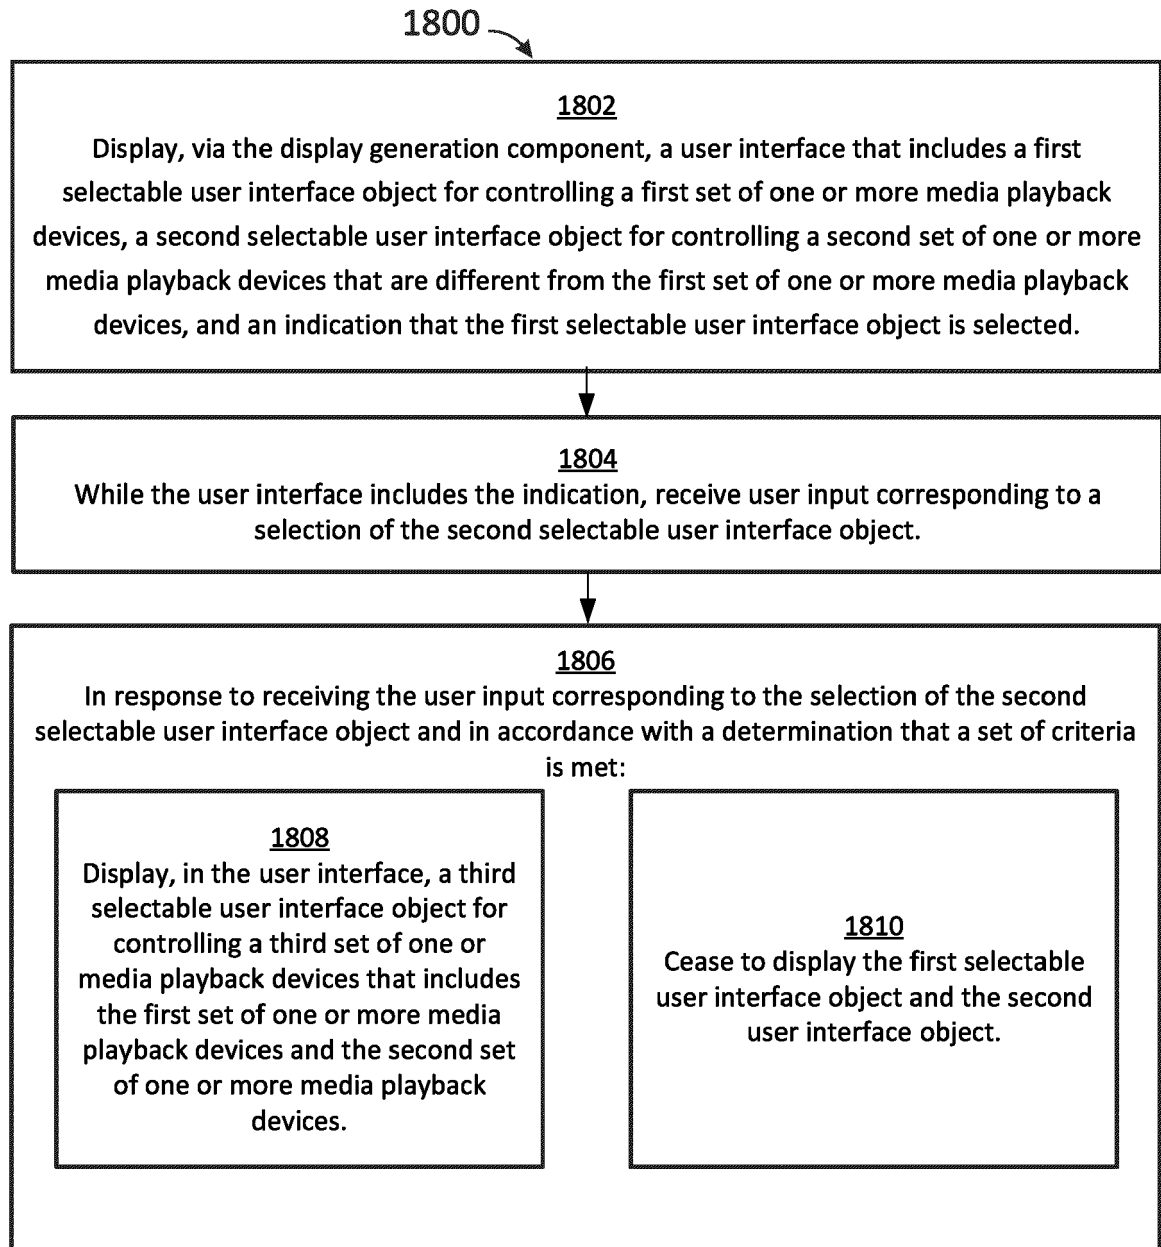 1800
1802
Display, via the display generation component, a user interface that includes a first
selectable user interface object for controlling a first set of one or more media playback
devices, a second selectable user interface object for controlling a second set of one or more
media playback devices that are different from the first set of one or more media playback
devices, and an indication that the first selectable user interface object is selected.
1804
While the user interface includes the indication, receive user input corresponding to a
selection of the second selectable user interface object.
1806
In response to receiving the user input corresponding to the selection of the second
selectable user interface object and in accordance with a determination that a set of criteria
is met:
1808
Display, in the user interface, a third
selectable user interface object for
controlling a third set of one or
media playback devices that includes
the first set of one or more media
playback devices and the second set
of one or more media playback
devices.
1810
Cease to display the first selectable
user interface object and the second
user interface object.